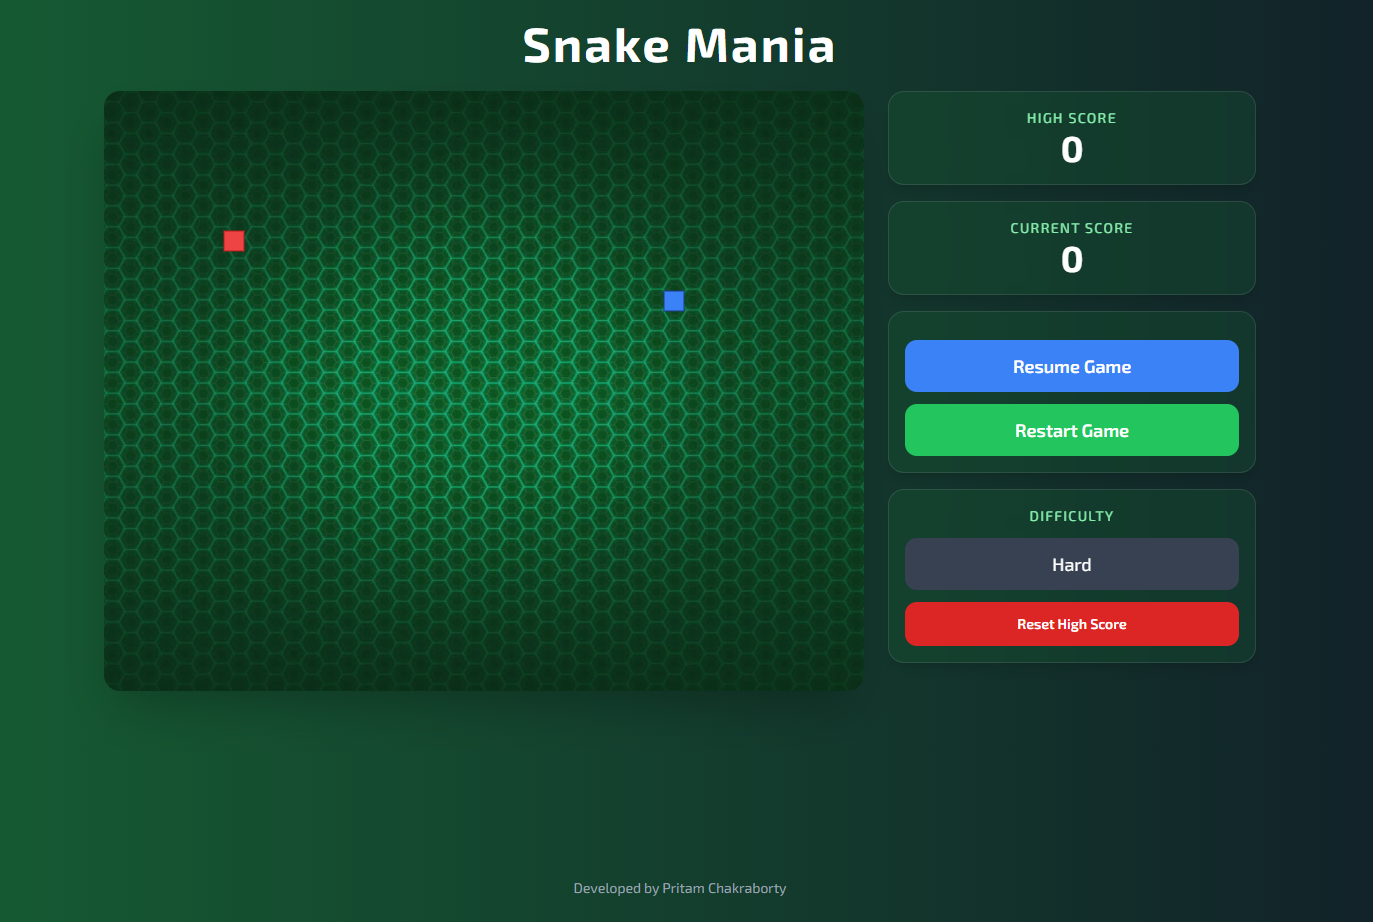 Snake Mania
HIGH SCORE
0
CURRENT SCORE
0
Resume Game
Restart Game
DIFFICULTY
Hard
Reset High Score
Developed by Pritam Chakraborty